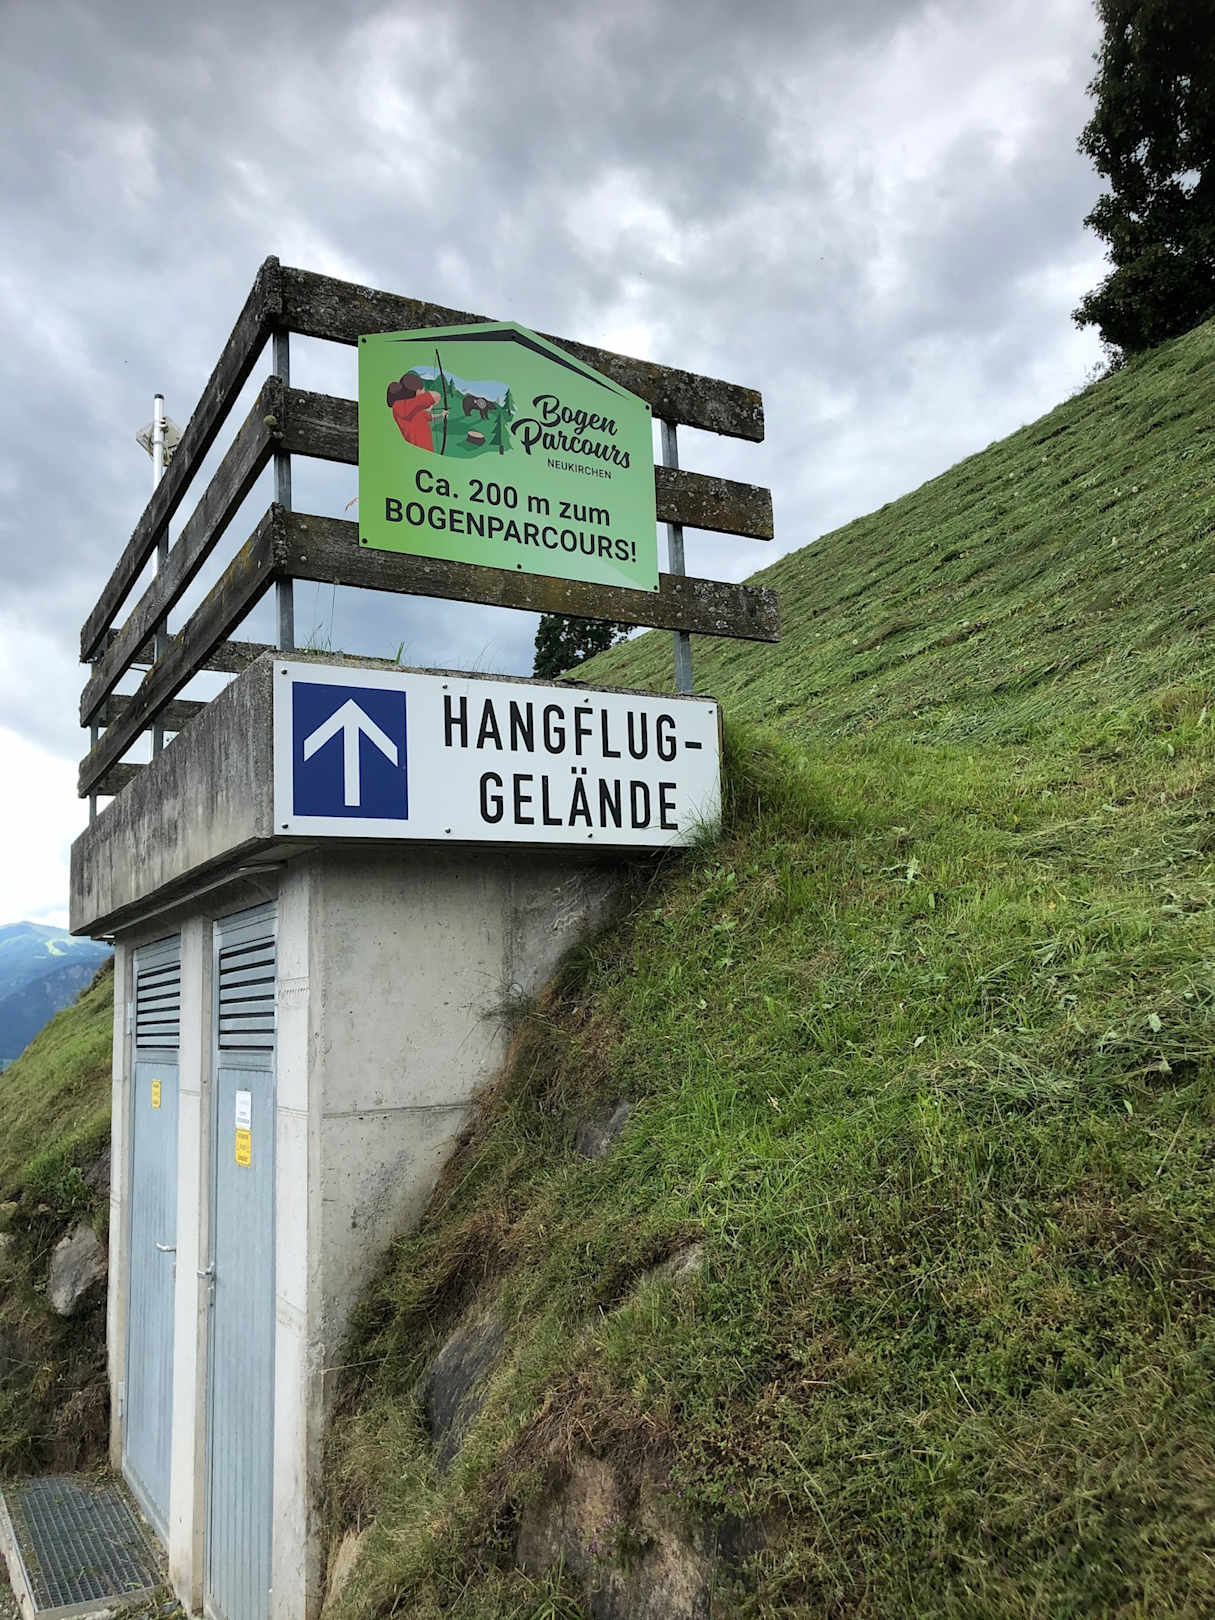 Bogen
Parcours
NEUKIRCHEN
Ca. 200 m zum
BOGENPARCOURS!
HANGFLUG-
GELÄNDE